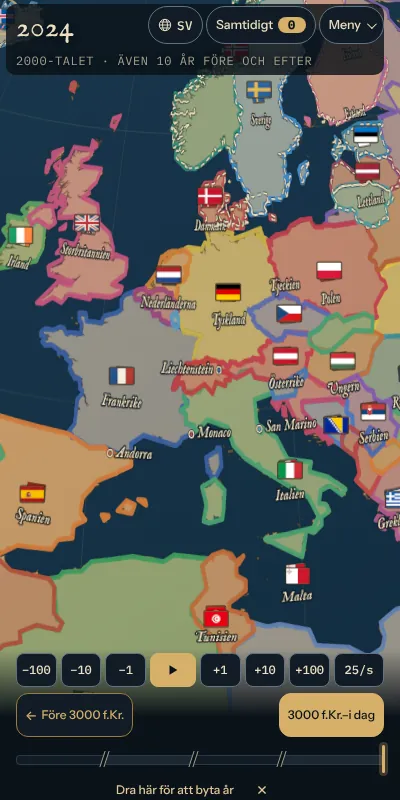 2024
SV
Samtidigt 0
Meny
2000-TALET · ÄVEN 10 ÅR FÖRE OCH EFTER
Sverige
Estland
Lettland
Danmark
Irland
Storbritannien
Nederländerna
Tjeckien
Polen
Tyskland
Liechtenstein
Österrike
Ungern
Frankrike
Monaco
San Marino
Serbien
Andorra
Italien
Spanien
Malta
Tunisien
−100
−10
−1
+1
+10
+100
25/s
← Före 3000 f.Kr.
3000 f.Kr.–i dag
Dra här för att byta år ✕